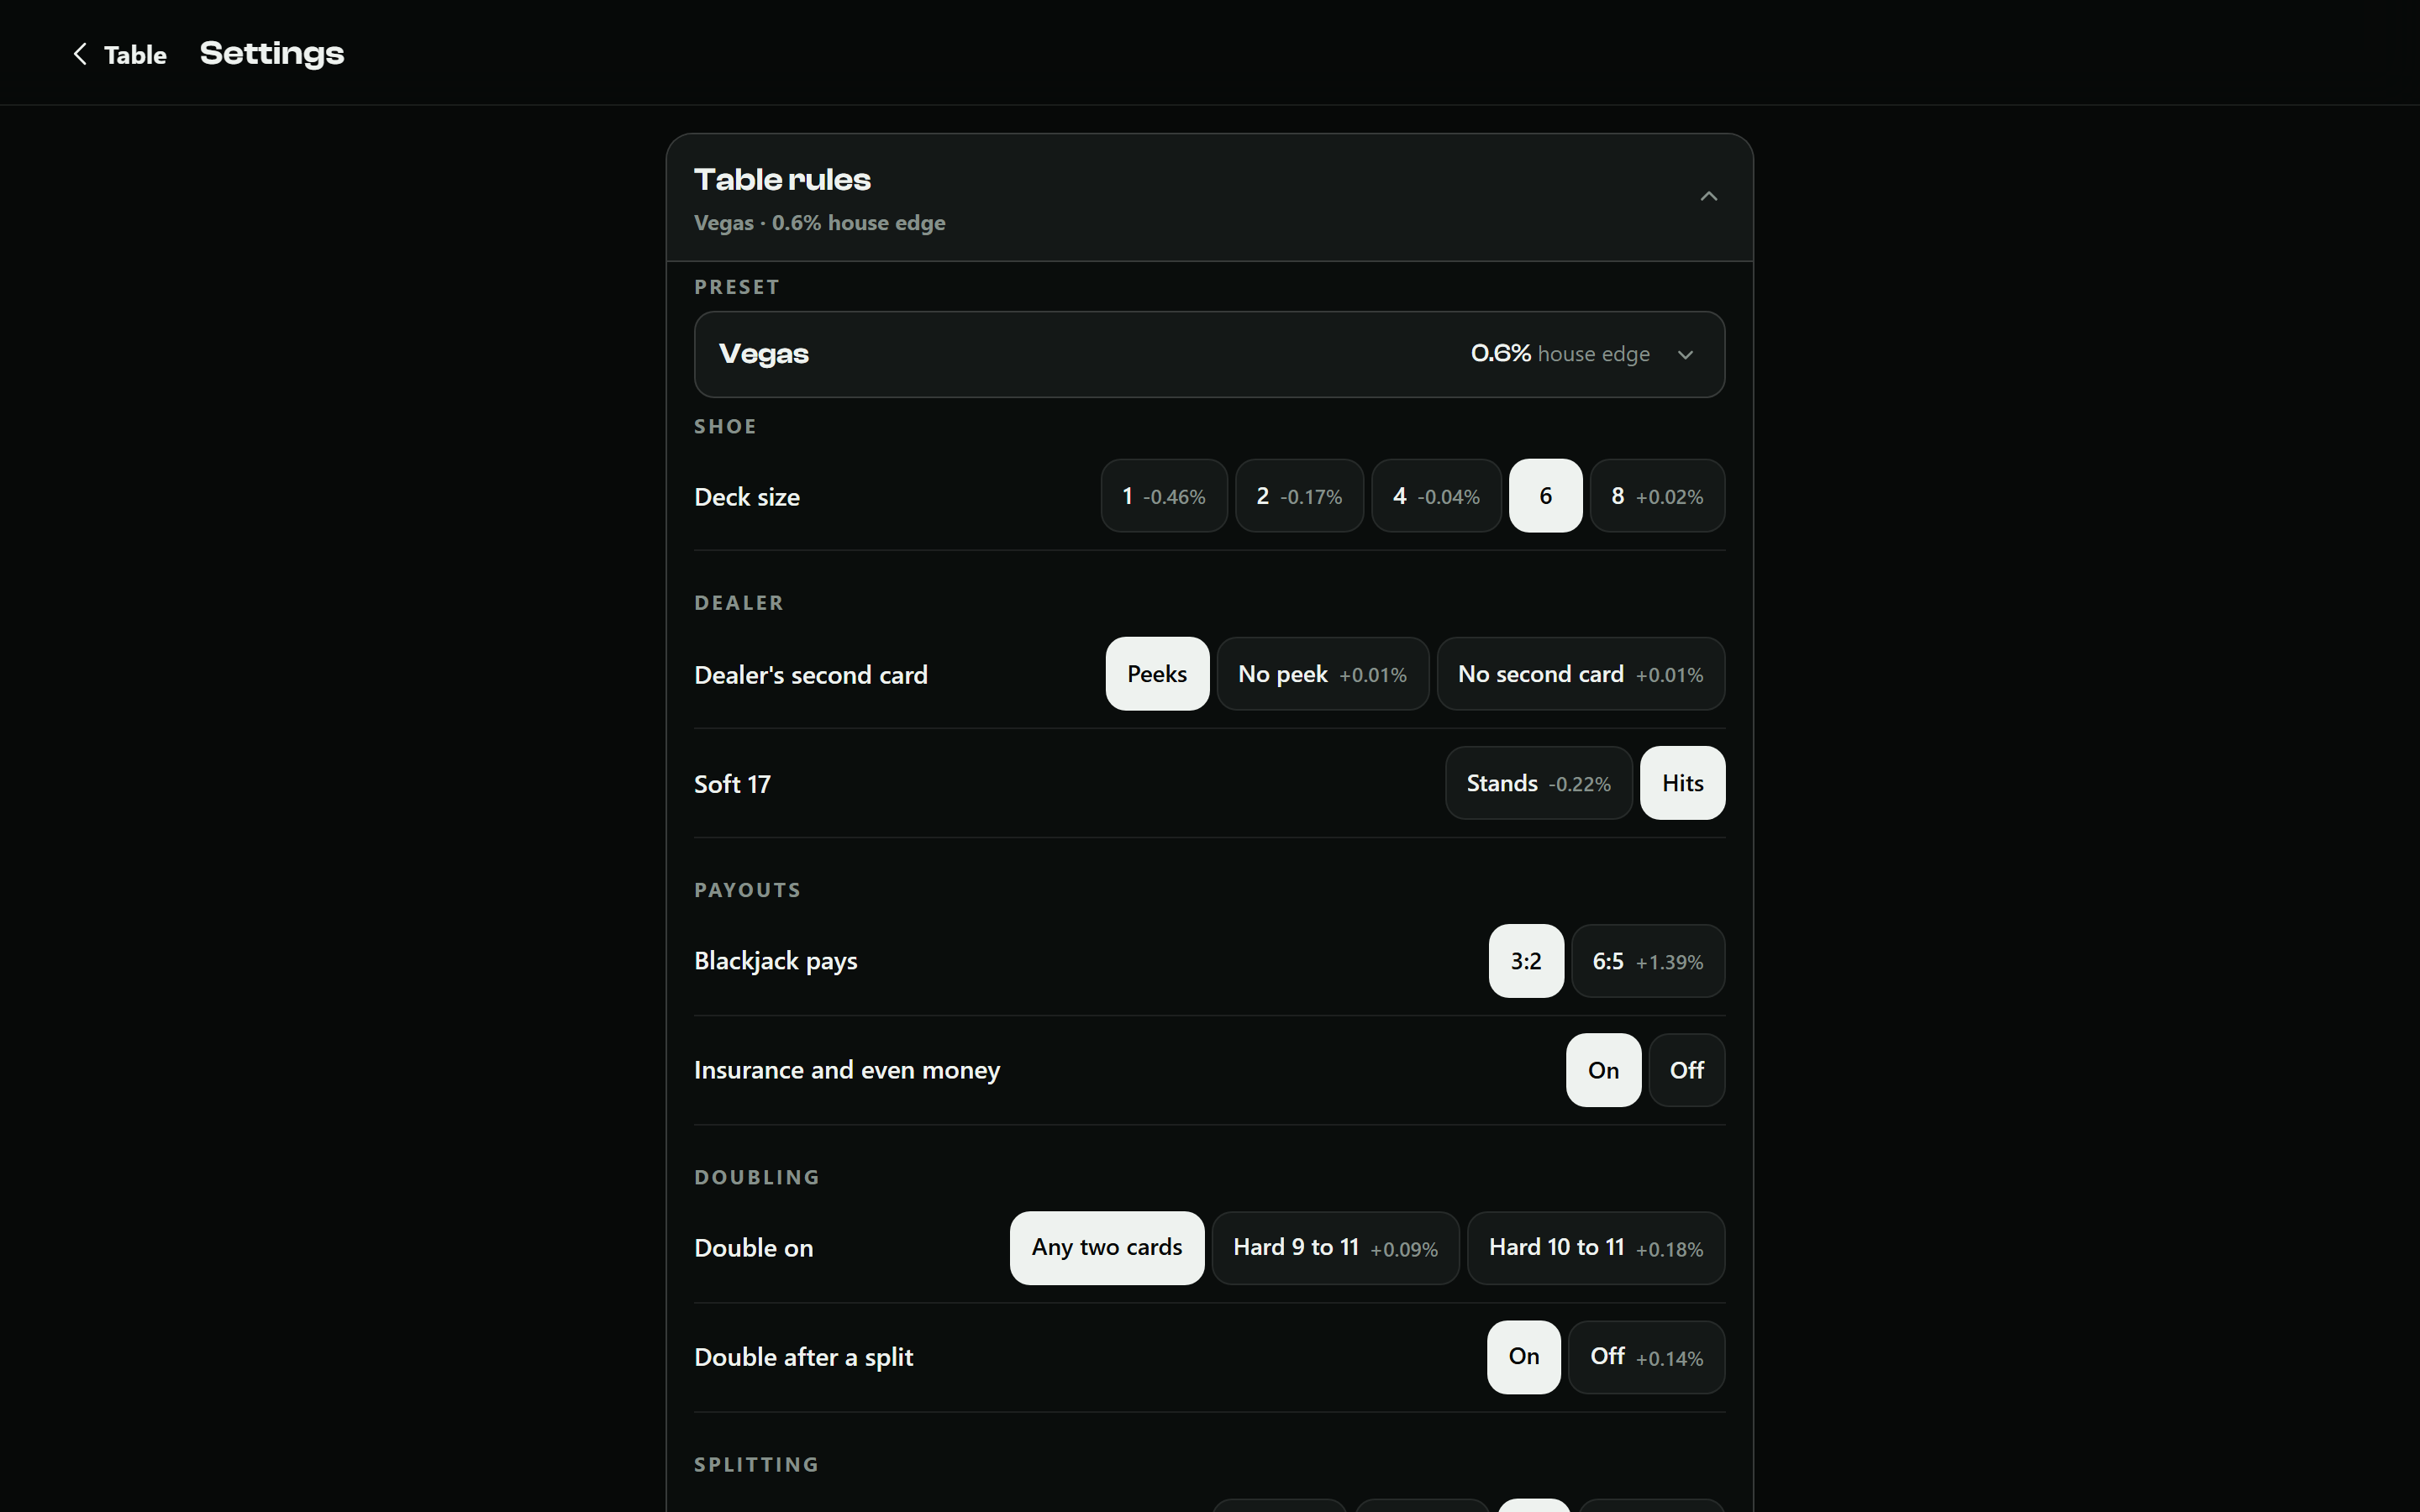 Table Settings
Table rules
Vegas · 0.6% house edge
PRESET
Vegas 0.6% house edge
SHOE
Deck size 1 -0.46% 2 -0.17% 4 -0.04% 6 8 +0.02%
DEALER
Dealer's second card Peeks No peek +0.01% No second card +0.01%
Soft 17 Stands -0.22% Hits
PAYOUTS
Blackjack pays 3:2 6:5 +1.39%
Insurance and even money On Off
DOUBLING
Double on Any two cards Hard 9 to 11 +0.09% Hard 10 to 11 +0.18%
Double after a split On Off +0.14%
SPLITTING